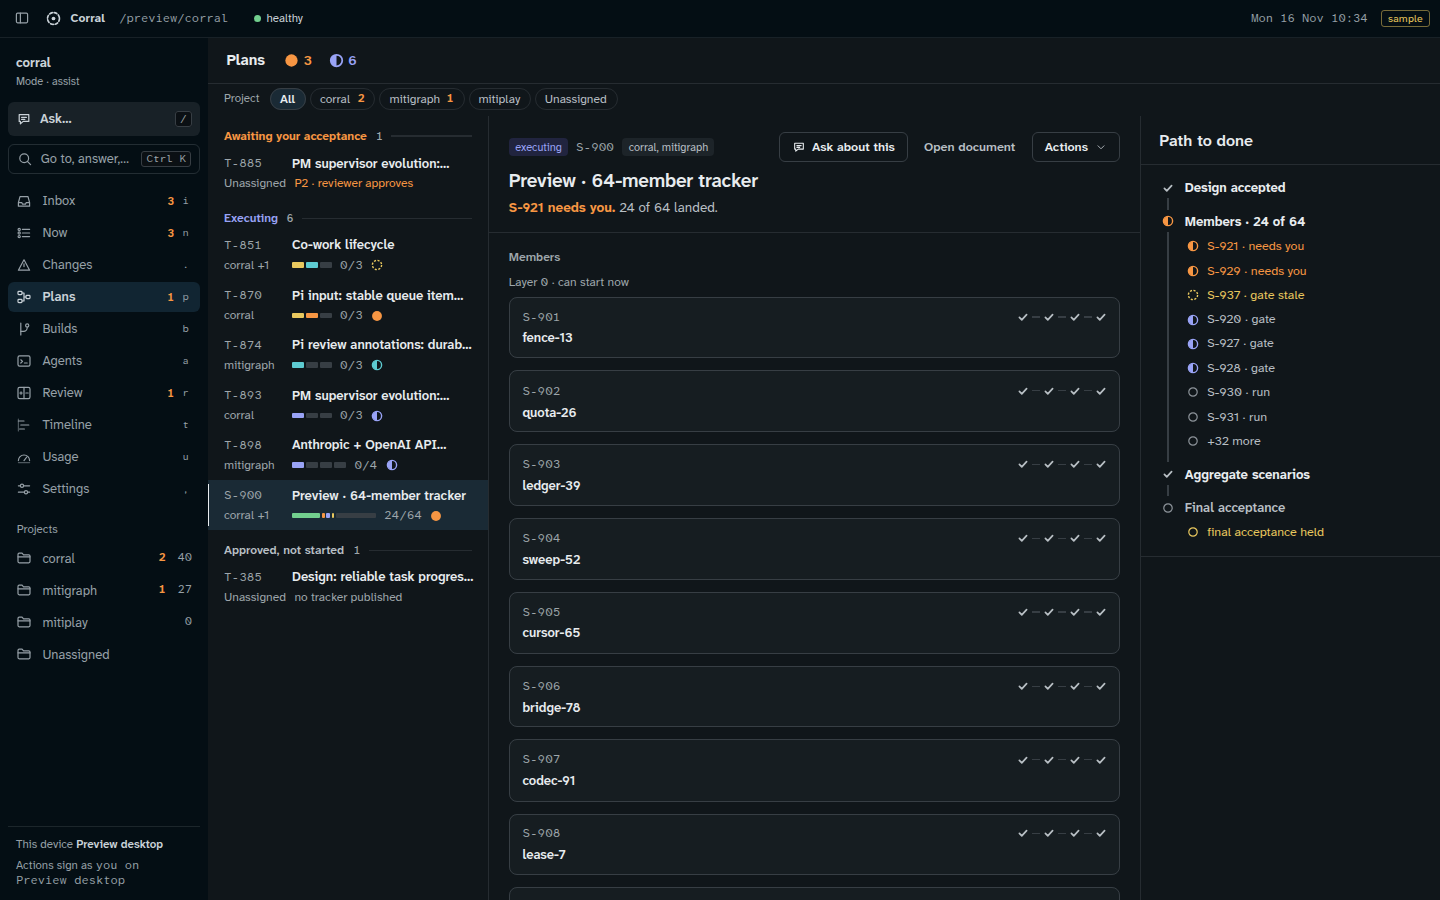 Corral /preview/corral healthy Mon 16 Nov 10:34 sample
corral
Mode · assist
Ask... /
Go to, answer,... Ctrl K
Inbox 3 i
Now 3 n
Changes .
Plans 1 p
Builds b
Agents a
Review 1 r
Timeline t
Usage u
Settings ,
Projects
corral 2 40
mitigraph 1 27
mitiplay 0
Unassigned
This device Preview desktop
Actions sign as you on
Preview desktop
Plans 3 6
Project All corral 2 mitigraph 1 mitiplay Unassigned
Awaiting your acceptance 1
T-885 PM supervisor evolution:...
Unassigned P2 · reviewer approves
Executing 6
T-851 Co-work lifecycle
corral +1 0/3
T-870 Pi input: stable queue item...
corral 0/3
T-874 Pi review annotations: durab...
mitigraph 0/3
T-893 PM supervisor evolution:...
corral 0/3
T-898 Anthropic + OpenAI API...
mitigraph 0/4
S-900 Preview · 64-member tracker
corral +1 24/64
Approved, not started 1
T-385 Design: reliable task progres...
Unassigned no tracker published
executing S-900 corral, mitigraph Ask about this Open document Actions
Preview · 64-member tracker
S-921 needs you. 24 of 64 landed.
Members
Layer 0 · can start now
S-901
fence-13
S-902
quota-26
S-903
ledger-39
S-904
sweep-52
S-905
cursor-65
S-906
bridge-78
S-907
codec-91
S-908
lease-7
Path to done
Design accepted
Members · 24 of 64
S-921 · needs you
S-929 · needs you
S-937 · gate stale
S-920 · gate
S-927 · gate
S-928 · gate
S-930 · run
S-931 · run
+32 more
Aggregate scenarios
Final acceptance
final acceptance held